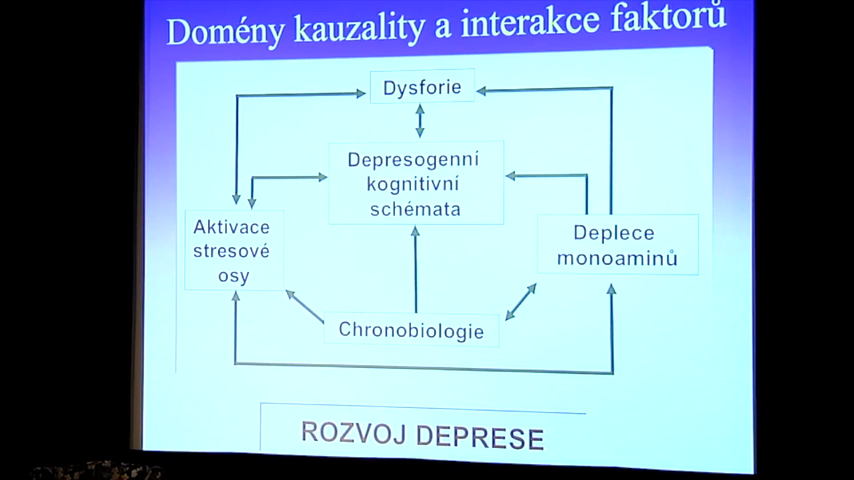 Domény kauzality a interakce faktorů
Dysforie
Depresogenní
kognitivní
schémata
Aktivace
stresové
osy
Deplece
monoaminů
Chronobiologie
ROZVOJ DEPRESE